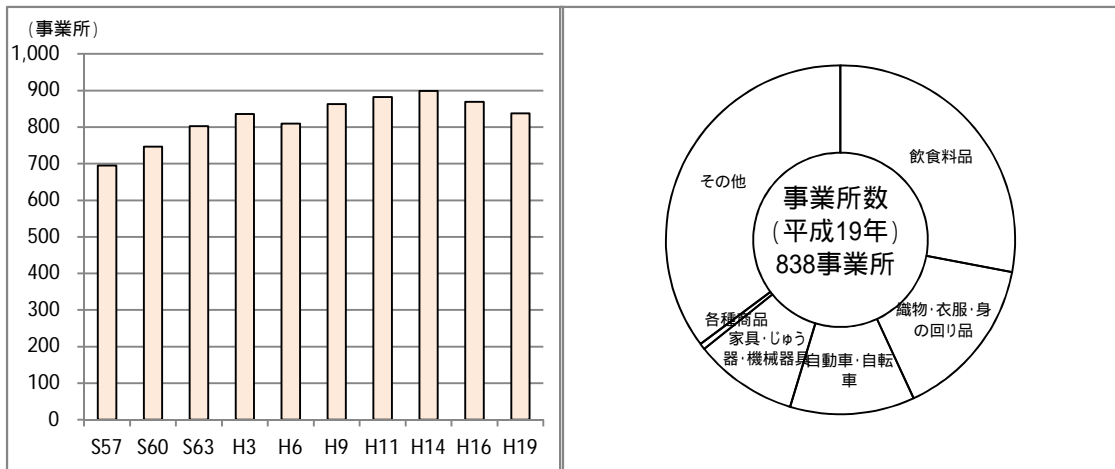 (事業所)
1,000
900
800
700
600
500
400
300
200
100
0
S57 S60 S63 H3 H6 H9 H11 H14 H16 H19
飲食料品
その他
事業所数
(平成19年)
838事業所
織物・衣服・身
の回り品
各種商品
家具・じゅう
器・機械器具
自動車・自転
車